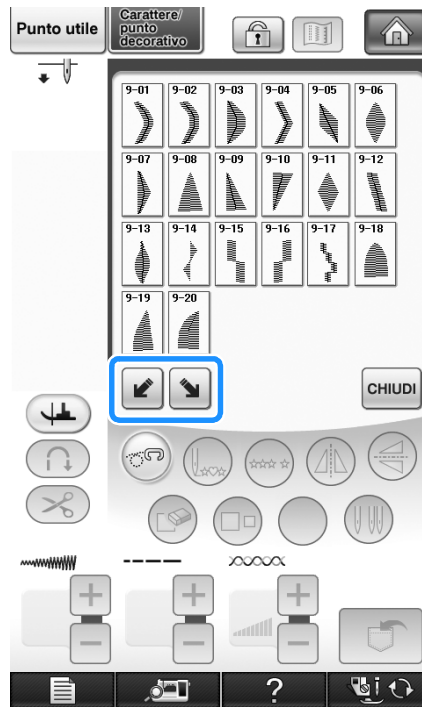 Punto utile
Carattere/
punto
decorativo
9-01 9-02 9-03 9-04 9-05 9-06
9-07 9-08 9-09 9-10 9-11 9-12
9-13 9-14 9-15 9-16 9-17 9-18
9-19 9-20
CHIUDI
?